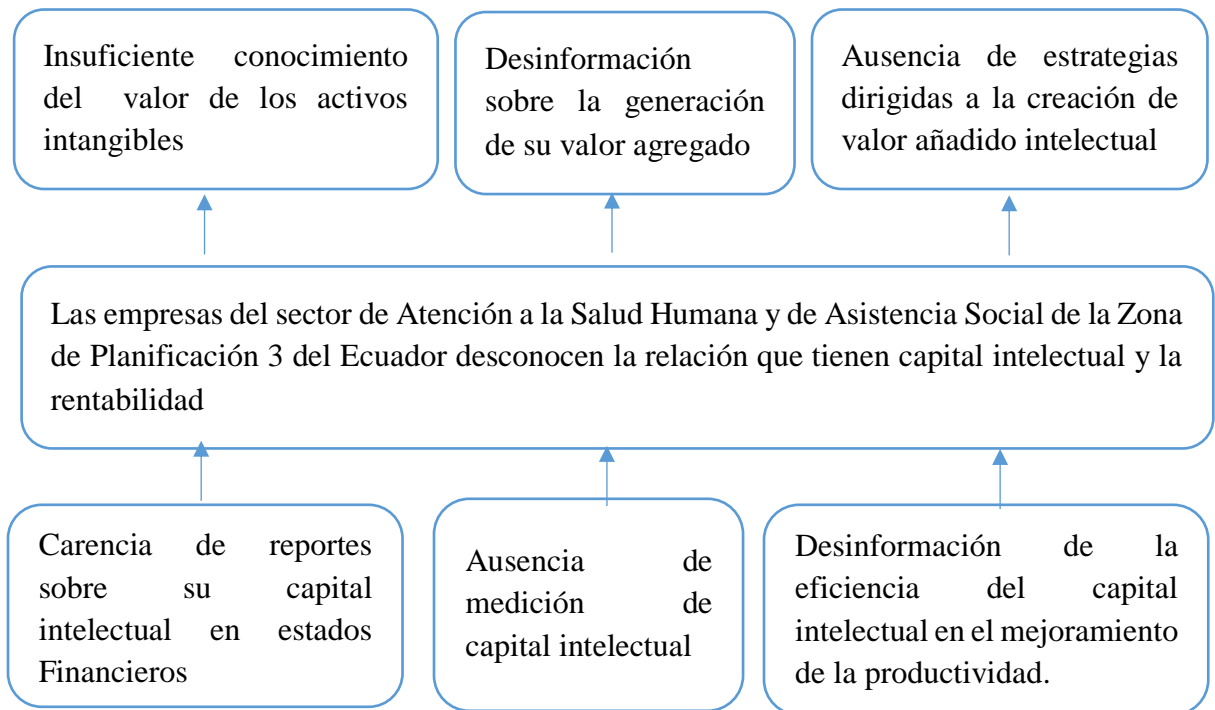 Insuficiente conocimiento
del valor de los activos
intangibles
Desinformación
sobre la generación
de su valor agregado
Ausencia de estrategias
dirigidas a la creación de
valor añadido intelectual
Las empresas del sector de Atención a la Salud Humana y de Asistencia Social de la Zona
de Planificación 3 del Ecuador desconocen la relación que tienen capital intelectual y la
rentabilidad
Carencia de reportes
sobre su capital
intelectual en estados
Financieros
Ausencia de
medición de
capital intelectual
Desinformación de la
eficiencia del capital
intelectual en el mejoramiento
de la productividad.